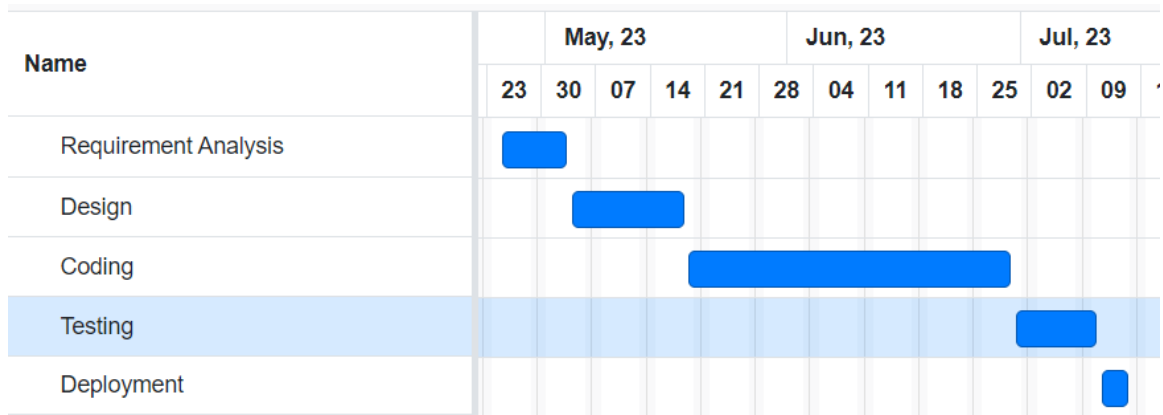 Name
May, 23 Jun, 23 Jul, 23
23 30 07 14 21 28 04 11 18 25 02 09
Requirement Analysis
Design
Coding
Testing
Deployment